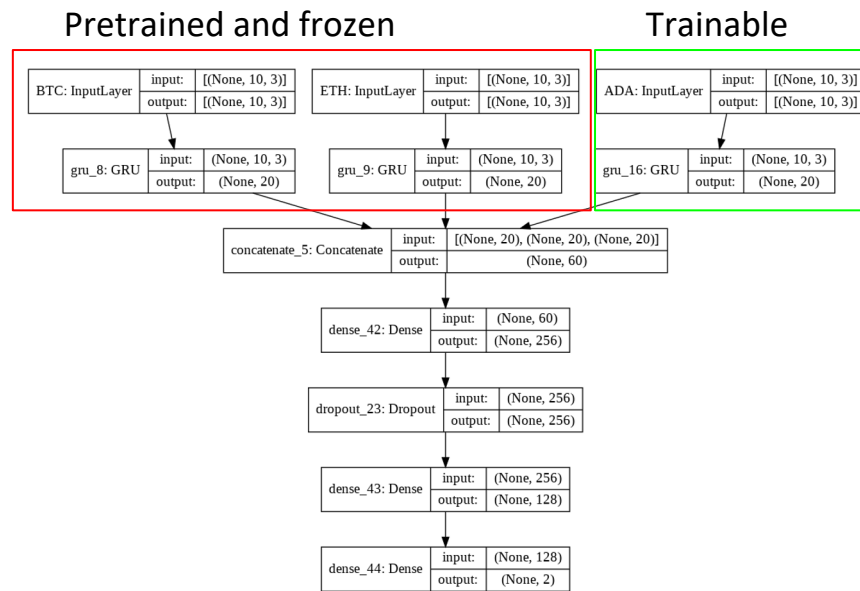 Pretrained and frozen
Trainable
BTC: InputLayer
input:
[(None, 10, 3)]
output:
[(None, 10, 3)]
ETH: InputLayer
input:
[(None, 10, 3)]
output:
[(None, 10, 3)]
ADA: InputLayer
input:
[(None, 10, 3)]
output:
[(None, 10, 3)]
gru_8: GRU
input:
(None, 10, 3)
output:
(None, 20)
gru_9: GRU
input:
(None, 10, 3)
output:
(None, 20)
gru_16: GRU
input:
(None, 10, 3)
output:
(None, 20)
concatenate_5: Concatenate
input:
[(None, 20), (None, 20), (None, 20)]
output:
(None, 60)
dense_42: Dense
input:
(None, 60)
output:
(None, 256)
dropout_23: Dropout
input:
(None, 256)
output:
(None, 256)
dense_43: Dense
input:
(None, 256)
output:
(None, 128)
dense_44: Dense
input:
(None, 128)
output:
(None, 2)